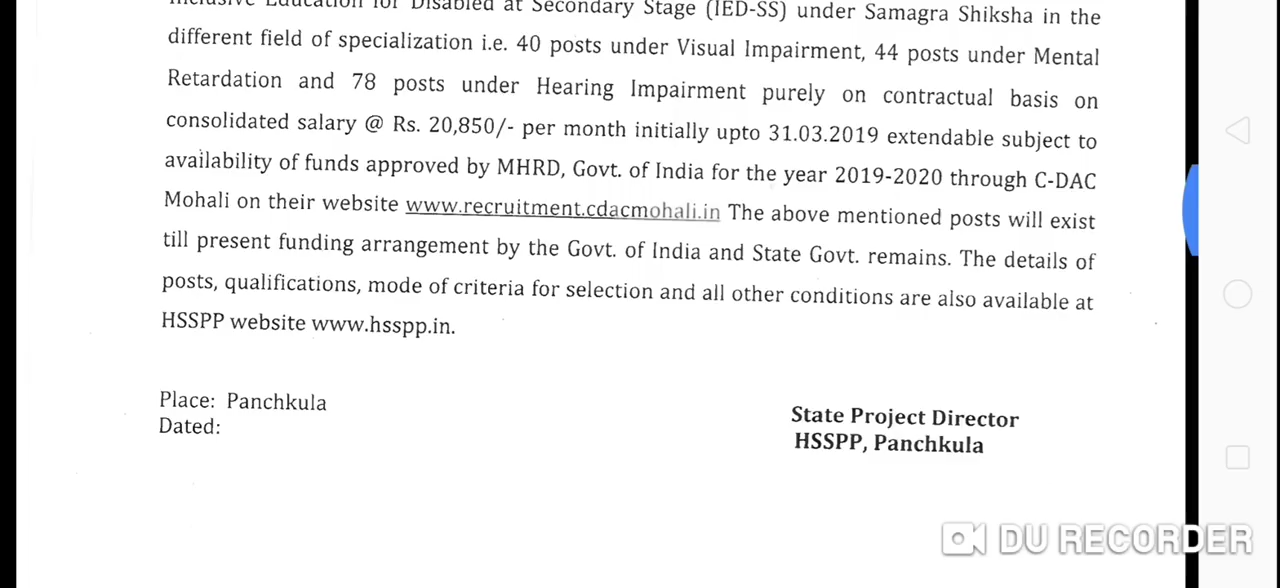 Inclusive Education for Disabled at Secondary Stage (IED-SS) under Samagra Shiksha in the
different field of specialization i.e. 40 posts under Visual Impairment, 44 posts under Mental
Retardation and 78 posts under Hearing Impairment purely on contractual basis on
consolidated salary @ Rs. 20,850/- per month initially upto 31.03.2019 extendable subject to
availability of funds approved by MHRD, Govt. of India for the year 2019-2020 through C-DAC
Mohali on their website www.recruitment.cdacmohali.in The above mentioned posts will exist
till present funding arrangement by the Govt. of India and State Govt. remains. The details of
posts, qualifications, mode of criteria for selection and all other conditions are also available at
HSSPP website www.hsspp.in.
Place: Panchkula
Dated:
State Project Director
HSSPP, Panchkula
DU RECORDER